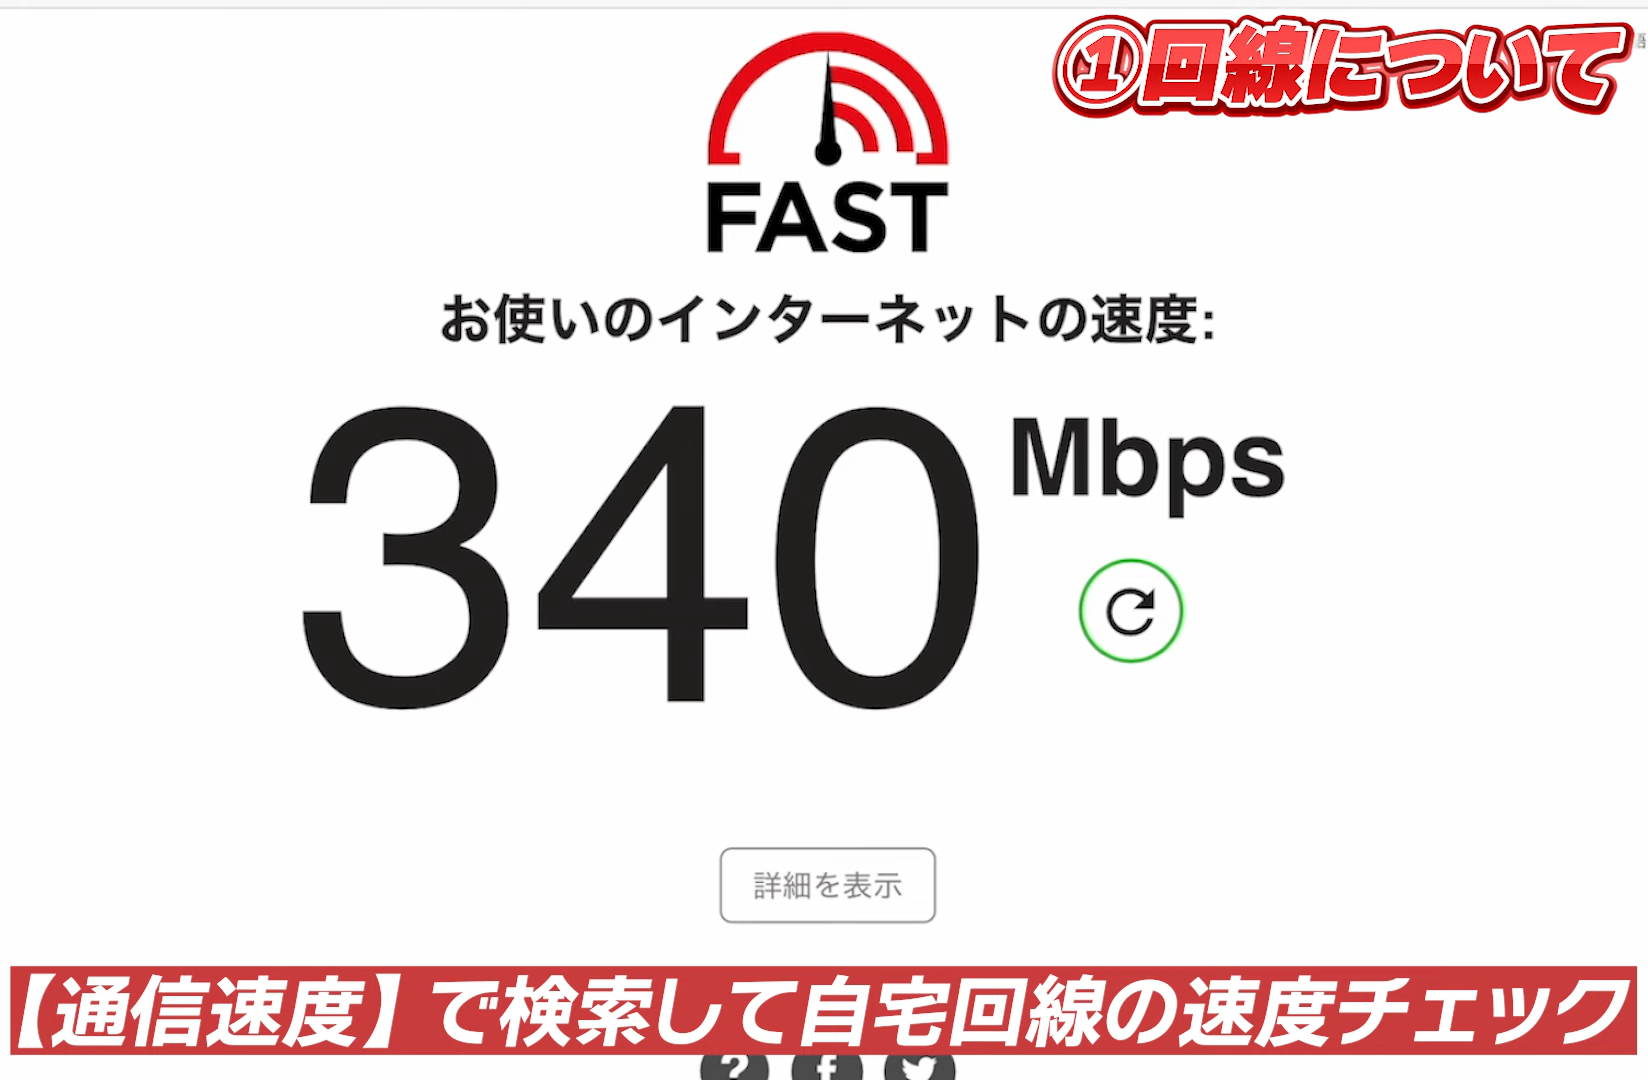 ①回線について
FAST
お使いのインターネットの速度:
340 Mbps
詳細を表示
【通信速度】で検索して自宅回線の速度チェック
?